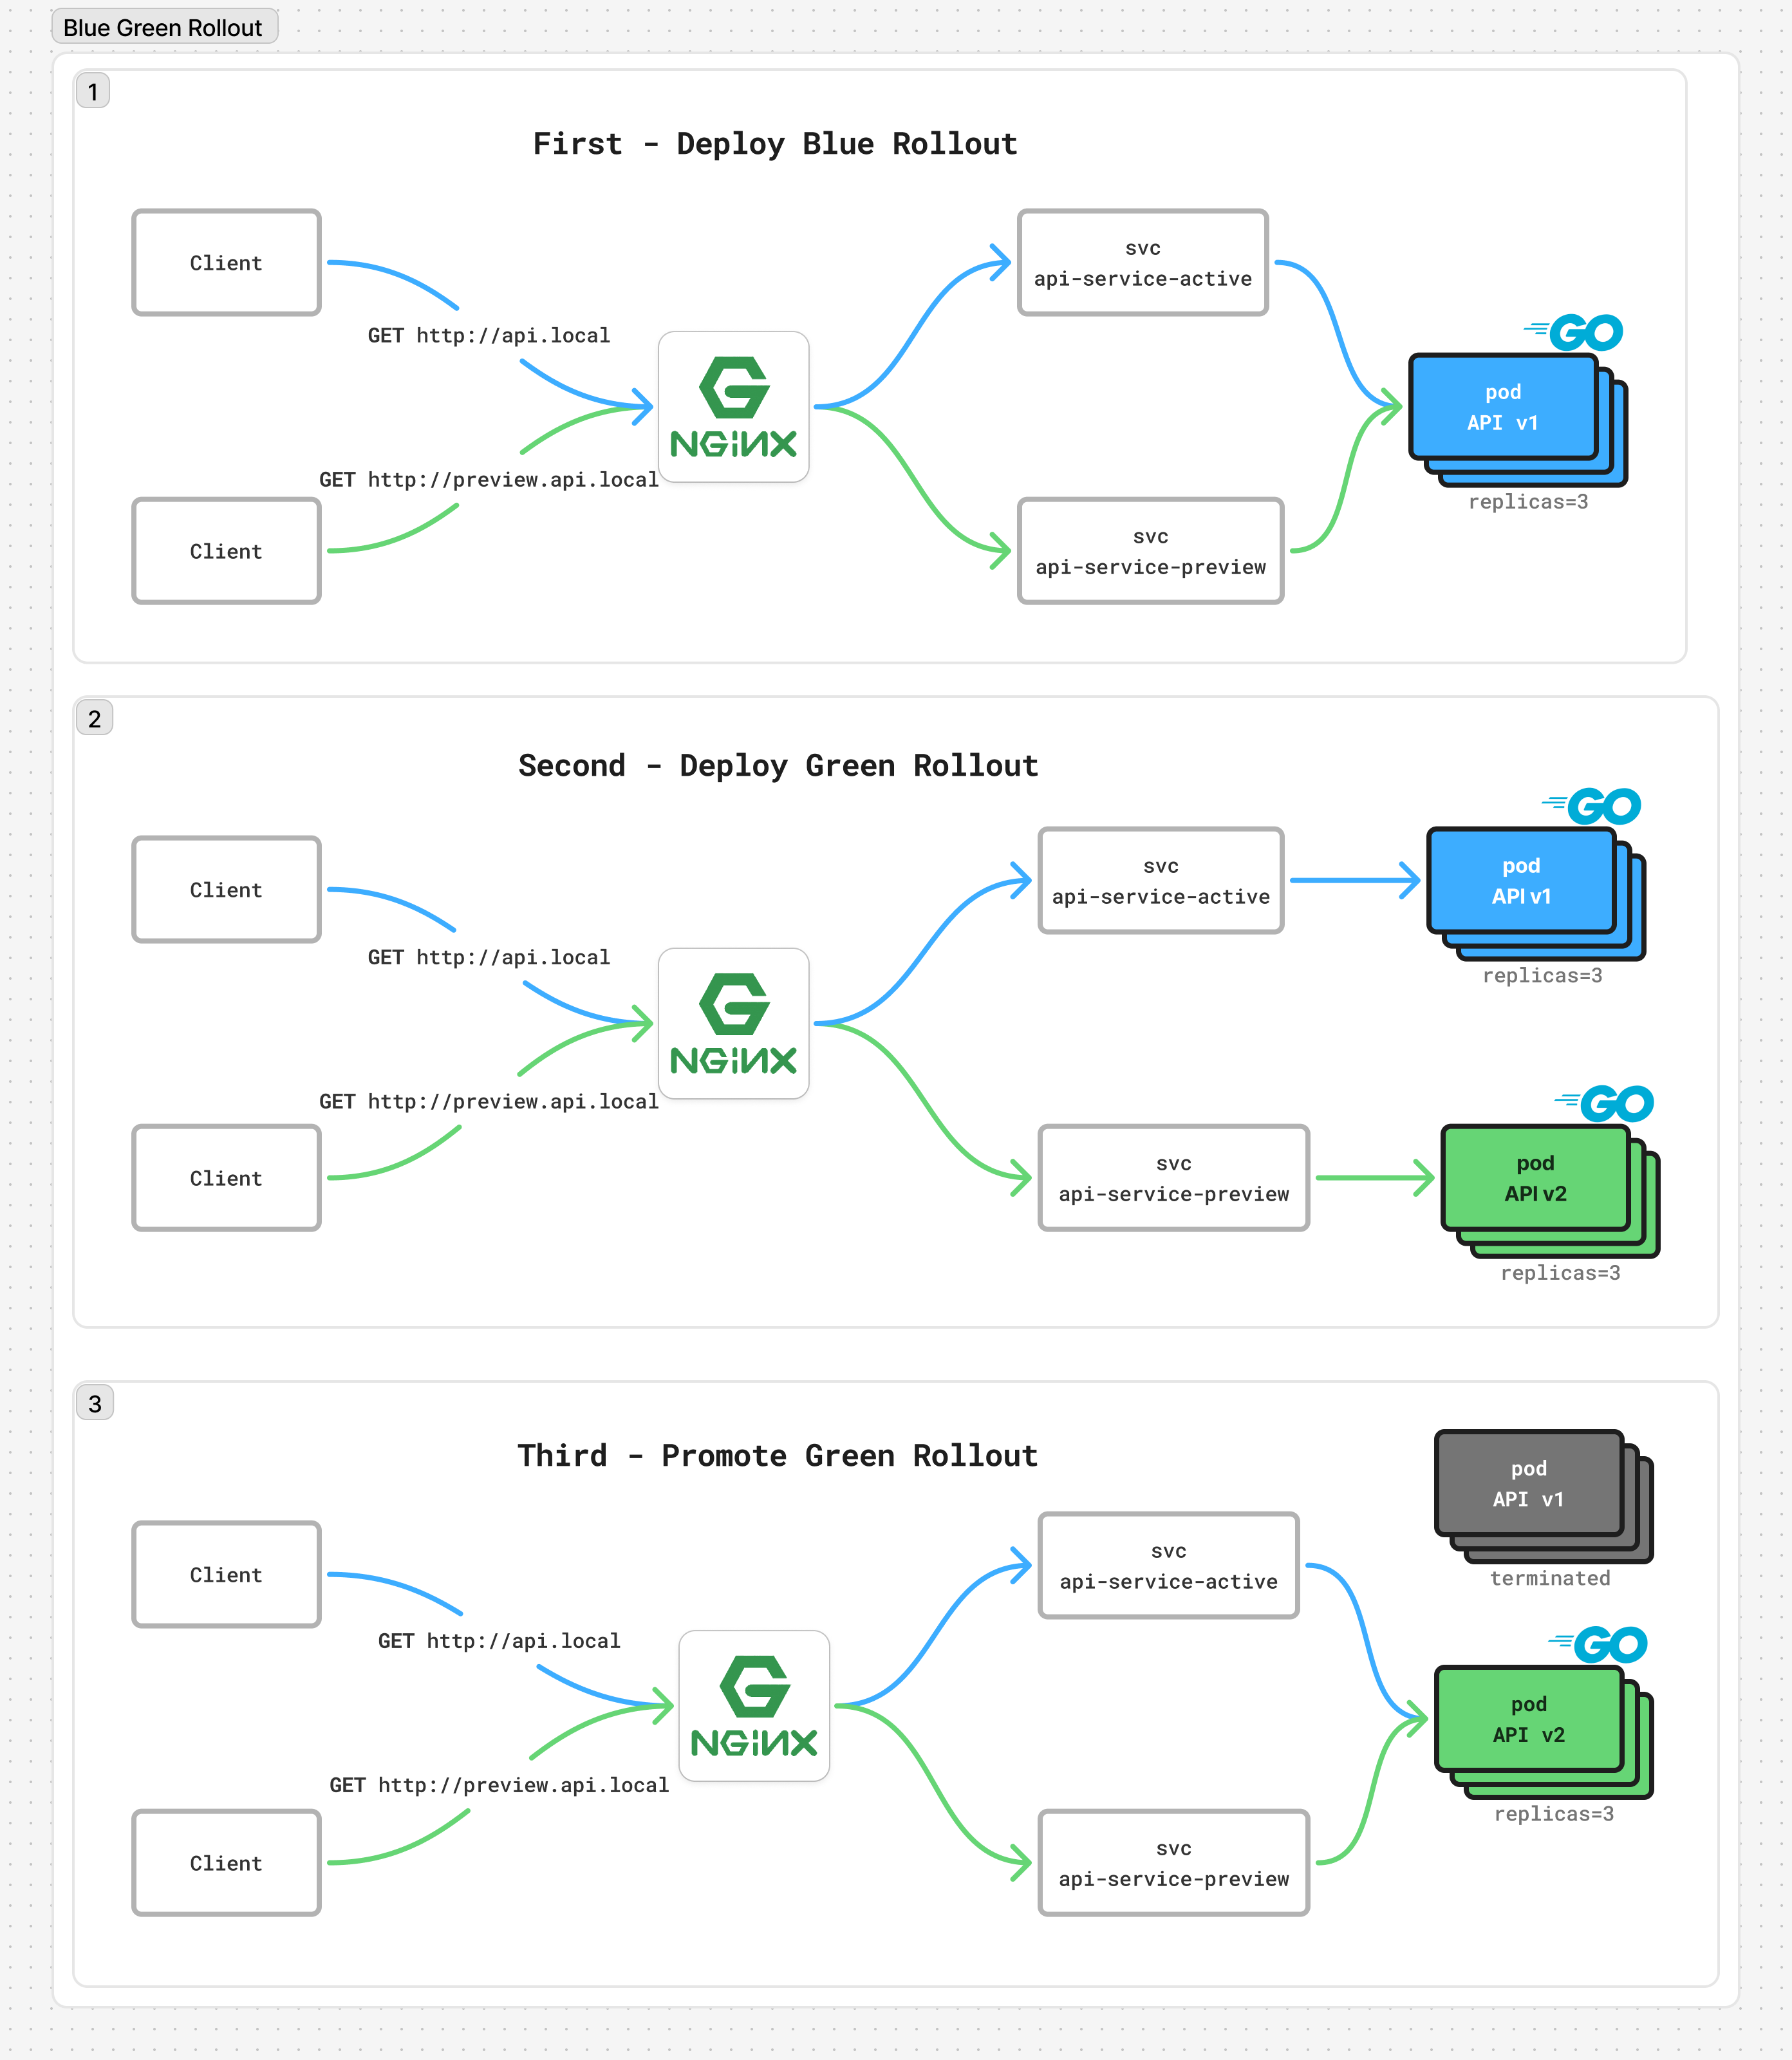 Blue Green Rollout
1
First - Deploy Blue Rollout
Client
GET http://api.local
svc
api-service-active
GO
pod
API v1
replicas=3
NGINX
GET http://preview.api.local
Client
svc
api-service-preview
2
Second - Deploy Green Rollout
Client
GET http://api.local
svc
api-service-active
GO
pod
API v1
replicas=3
NGINX
GET http://preview.api.local
Client
svc
api-service-preview
GO
pod
API v2
replicas=3
3
Third - Promote Green Rollout
pod
API v1
terminated
Client
GET http://api.local
svc
api-service-active
GO
pod
API v2
replicas=3
NGINX
GET http://preview.api.local
Client
svc
api-service-preview